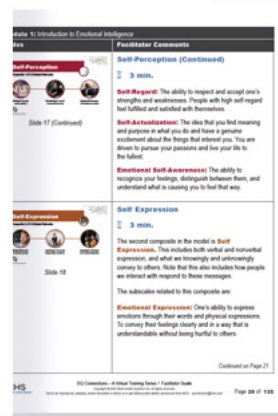 dule 1: Introduction to Emotional Intelligence
des
Facilitator Comments
Self-Perception
Slide 17 (Continued)
Self-Perception (Continued)
3 min.
Self-Regard: The ability to respect and accept one's
strengths and weaknesses. People with high self-regard
feel fulfilled and satisfied with themselves.
Self-Actualization: The idea that you find meaning
and purpose in what you do and have a genuine
excitement about the things that interest you. You are
driven to pursue your passions and live your life to
the fullest.
Emotional Self-Awareness: The ability to
recognize your feelings, distinguish between them, and
understand what is causing you to feel that way.
Self-Expression
Slide 18
Self Expression
3 min.
The second composite in the model is Self
Expression. This includes both verbal and nonverbal
expression, and what we knowingly and unknowingly
convey to others. Note that this also includes how people
we interact with respond to these messages.
The subscales related to this composite are:
Emotional Expression: One's ability to express
emotions through their words and physical expressions.
To convey their feelings clearly and in a way that is
understandable without being hurtful to others.
Continued on Page 21
HS
EQ Connections – A Virtual Training Series • Facilitator Guide
Page 20 of 135